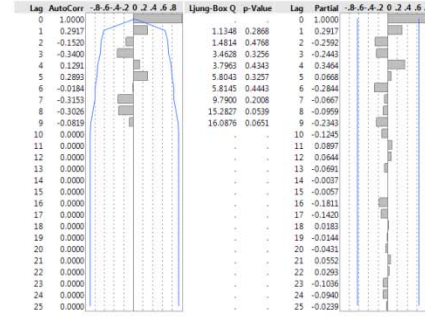 Lag AutoCorr -.8-.6-.4-.2 0 .2 .4 .6 .8 Ljung-Box Q p-Value Lag Partial -.8-.6-.4-.2 0 .2 .4 .6 .8
0 1.0000 . . 0 1.0000
1 0.2917 1.1348 0.2868 1 0.2917
2 -0.1520 1.4814 0.4768 2 -0.2592
3 -0.3400 3.4628 0.3256 3 -0.2443
4 0.1291 3.7963 0.4343 4 0.3464
5 0.2893 5.8043 0.3257 5 0.0668
6 -0.0184 5.8145 0.4443 6 -0.2844
7 -0.3153 9.7900 0.2008 7 -0.0667
8 -0.3026 15.2827 0.0539 8 -0.0959
9 -0.0819 16.0876 0.0651 9 -0.2343
10 0.0000 . . 10 -0.1245
11 0.0000 . . 11 0.0897
12 0.0000 . . 12 0.0644
13 0.0000 . . 13 -0.0691
14 0.0000 . . 14 -0.0037
15 0.0000 . . 15 -0.0057
16 0.0000 . . 16 -0.1811
17 0.0000 . . 17 -0.1420
18 0.0000 . . 18 0.0183
19 0.0000 . . 19 -0.0144
20 0.0000 . . 20 -0.0431
21 0.0000 . . 21 0.0552
22 0.0000 . . 22 0.0293
23 0.0000 . . 23 -0.1036
24 0.0000 . . 24 -0.0940
25 0.0000 . . 25 -0.0239